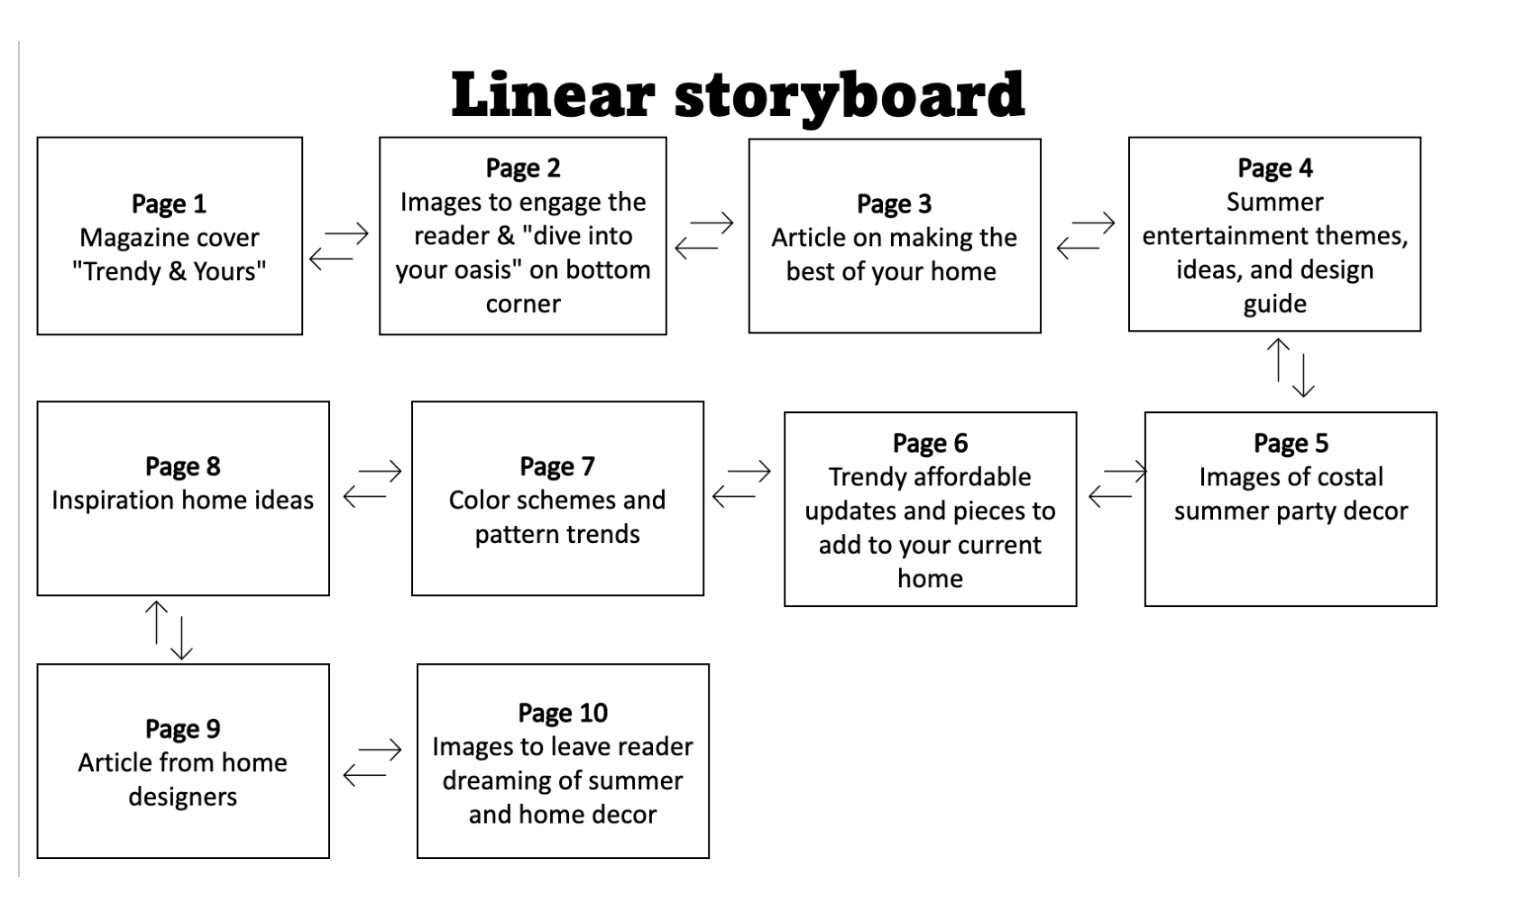 Linear storyboard
Page 1
Magazine cover
"Trendy & Yours"
Page 2
Images to engage the
reader & "dive into
your oasis" on bottom
corner
Page 3
Article on making the
best of your home
Page 4
Summer
entertainment themes,
ideas, and design
guide
Page 5
Images of costal
summer party decor
Page 6
Trendy affordable
updates and pieces to
add to your current
home
Page 7
Color schemes and
pattern trends
Page 8
Inspiration home ideas
Page 9
Article from home
designers
Page 10
Images to leave reader
dreaming of summer
and home decor